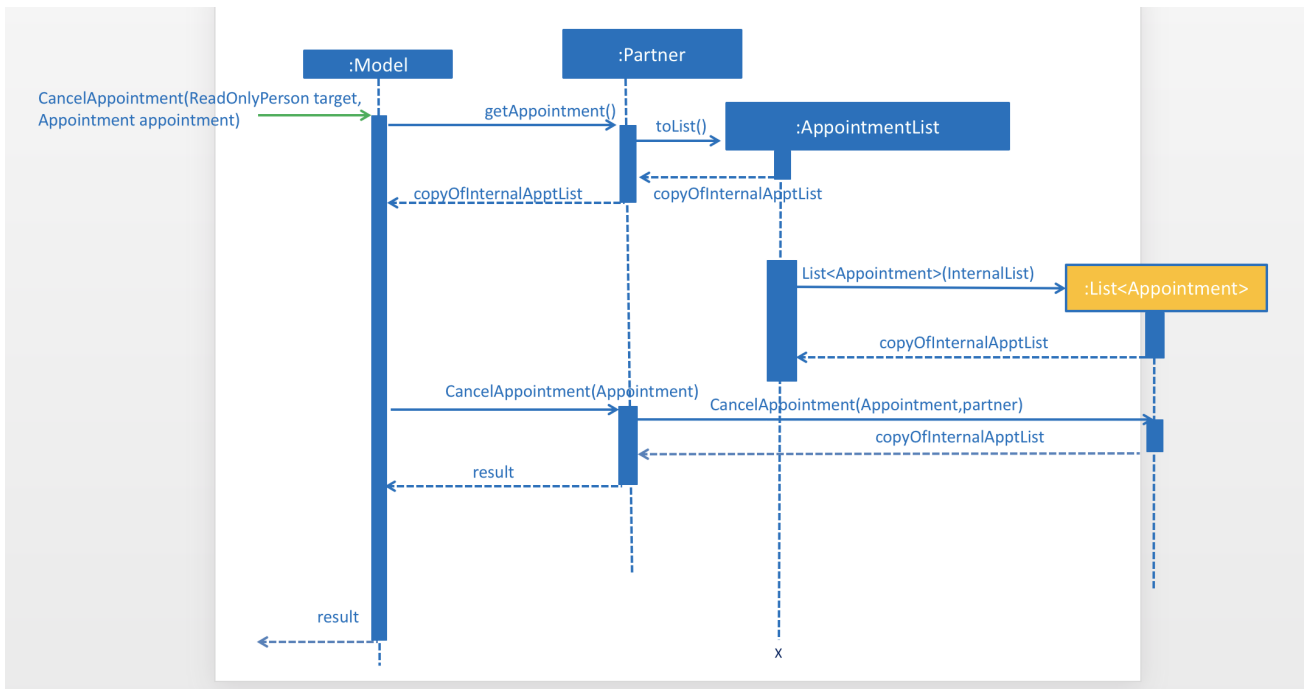 :Partner
:Model
CancelAppointment(ReadOnlyPerson target,
Appointment appointment)
getAppointment()
toList()
:AppointmentList
copyOfInternalApptList
copyOfInternalApptList
List<Appointment>(InternalList)
:List<Appointment>
copyOfInternalApptList
CancelAppointment(Appointment)
CancelAppointment(Appointment,partner)
copyOfInternalApptList
result
result
x